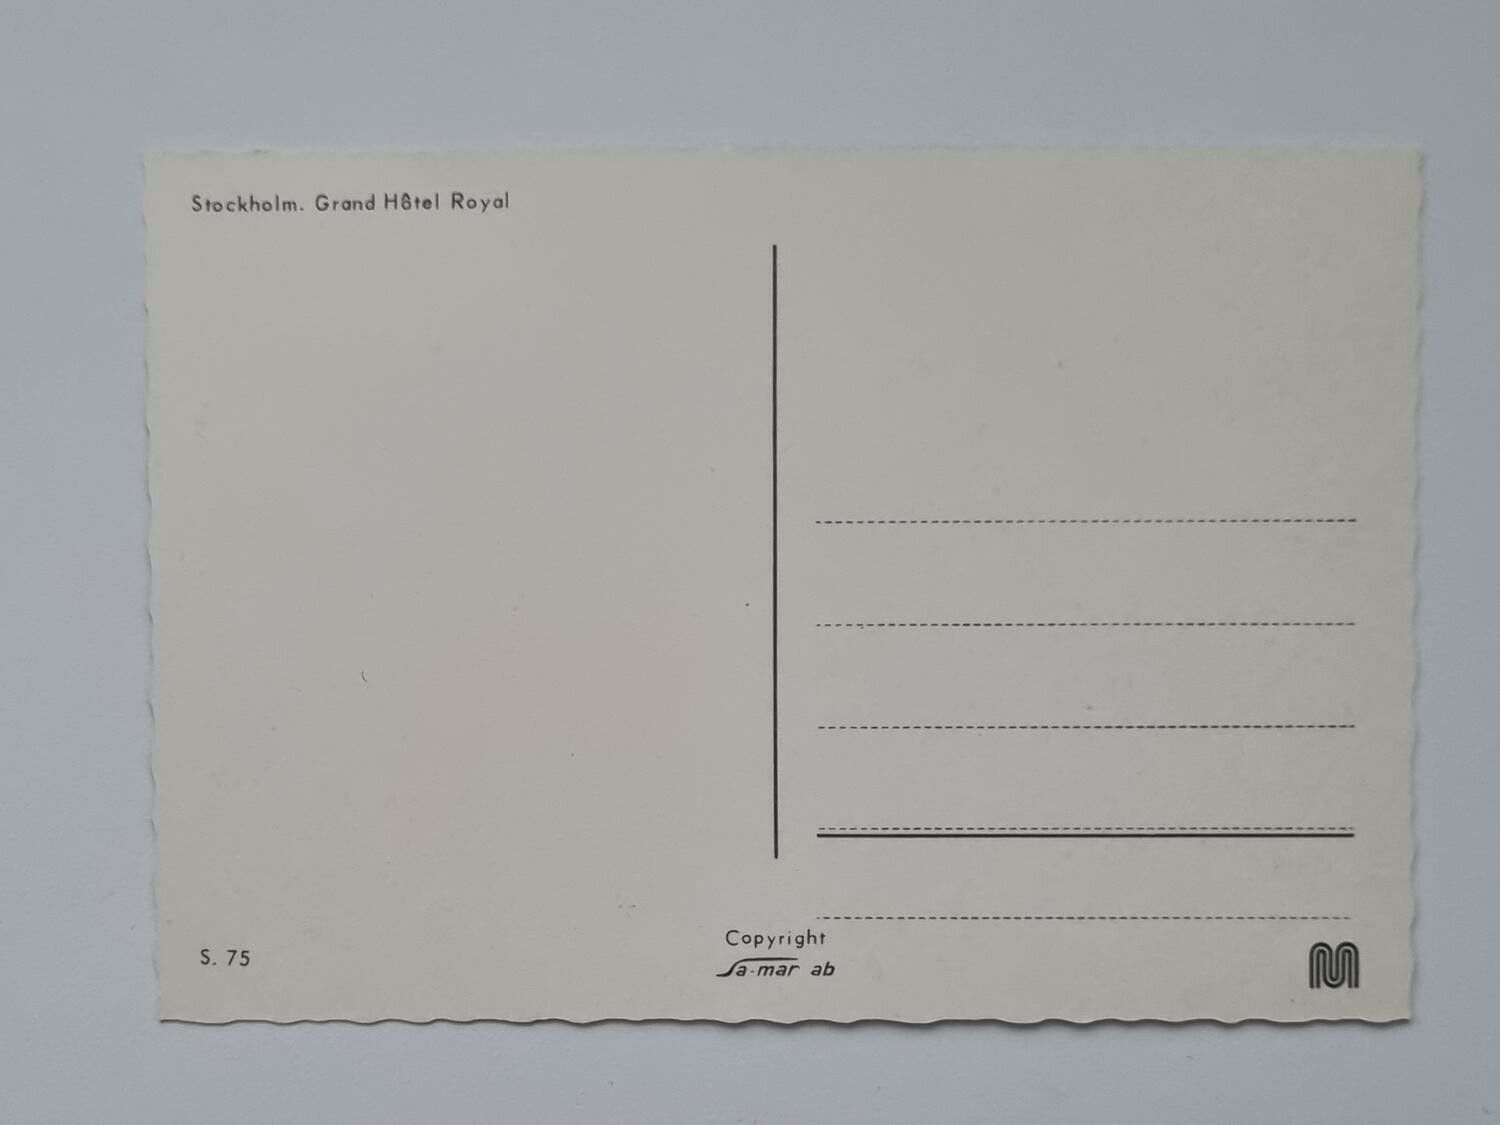 Stockholm. Grand Hôtel Royal
S. 75
Copyright
Sa-mar ab